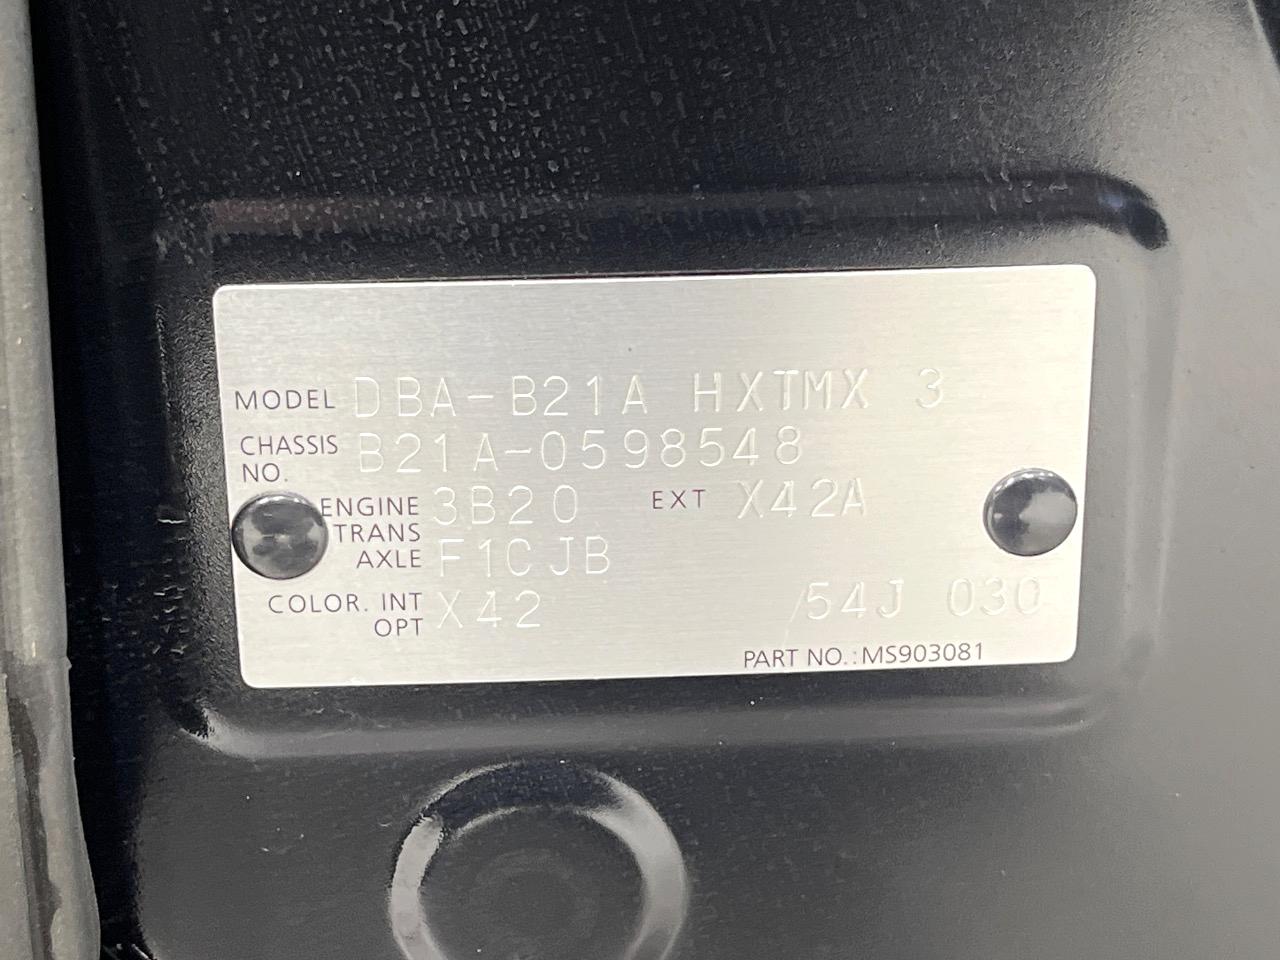 MODEL DBA-B21A HXTMX 3
CHASSIS NO. B21A-0598548
ENGINE 3B20 EXT X42A
TRANS AXLE F1CJB
COLOR. INT OPT X42 /54J 030
PART NO.:MS903081